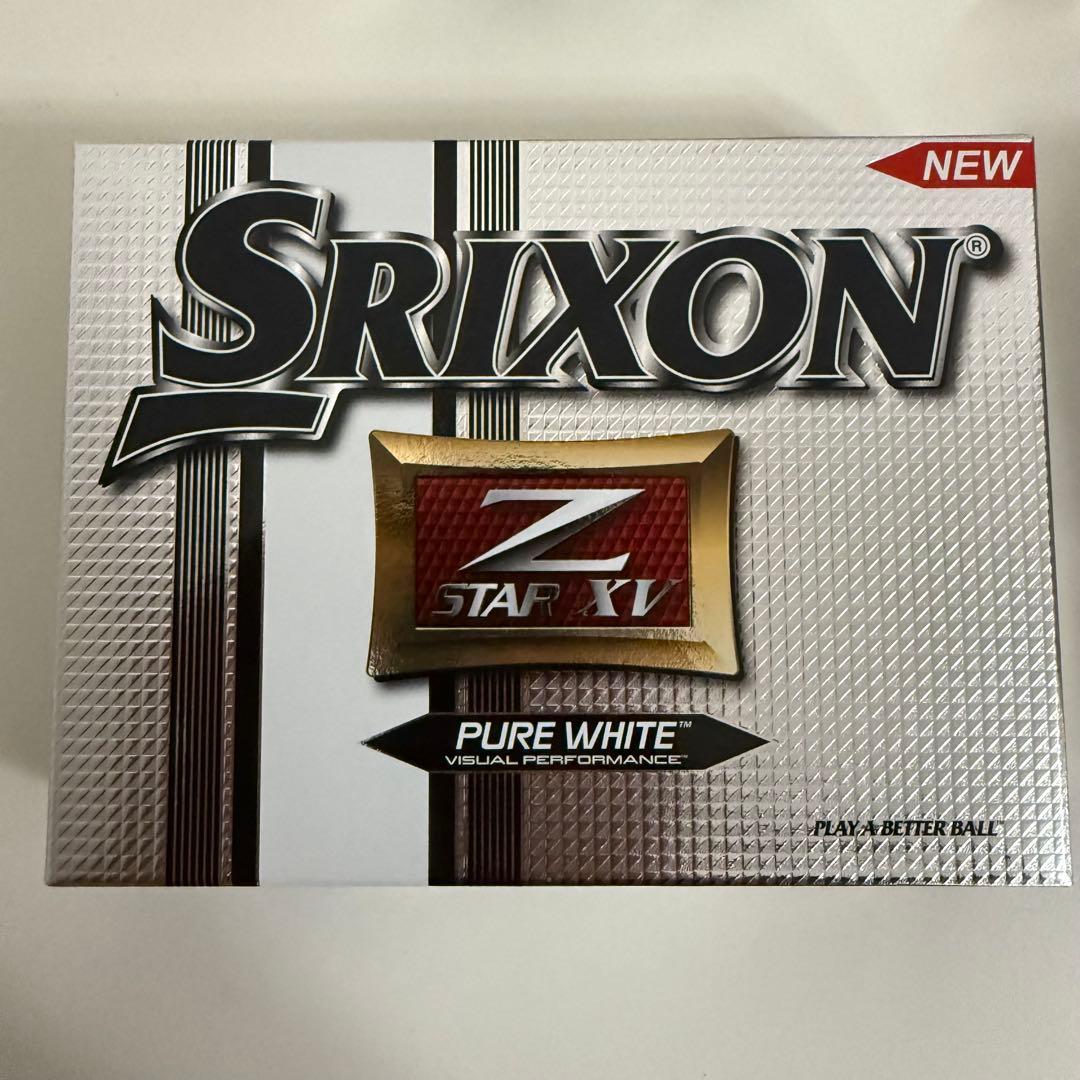 NEW
SRIXON®
Z
STAR XV
PURE WHITE™
VISUAL PERFORMANCE™
PLAY A BETTER BALL™